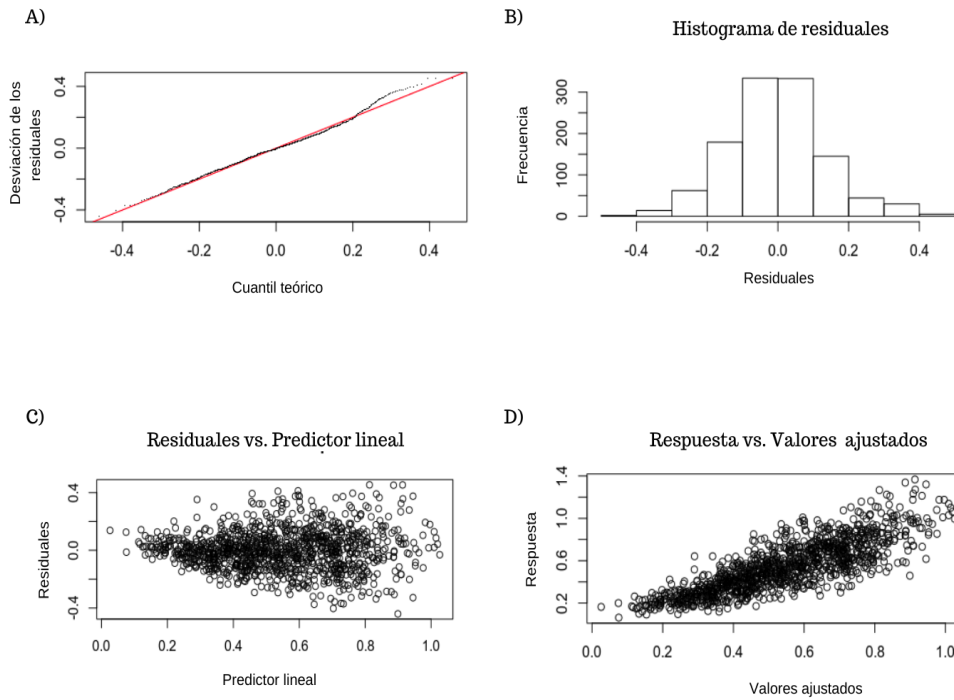 A)
Desviación de los
residuales
0.4
0.0
-0.4
-0.4
-0.2
0.0
0.2
0.4
Cuantil teórico
B)
Histograma de residuales
Frecuencia
300
200
100
0
-0.4
-0.2
0.0
0.2
0.4
Residuales
C)
Residuales vs. Predictor lineal
Residuales
0.4
0.0
-0.4
0.0
0.2
0.4
0.6
0.8
1.0
Predictor lineal
D)
Respuesta vs. Valores ajustados
Respuesta
1.4
1.0
0.6
0.2
0.0
0.2
0.4
0.6
0.8
1.0
Valores ajustados